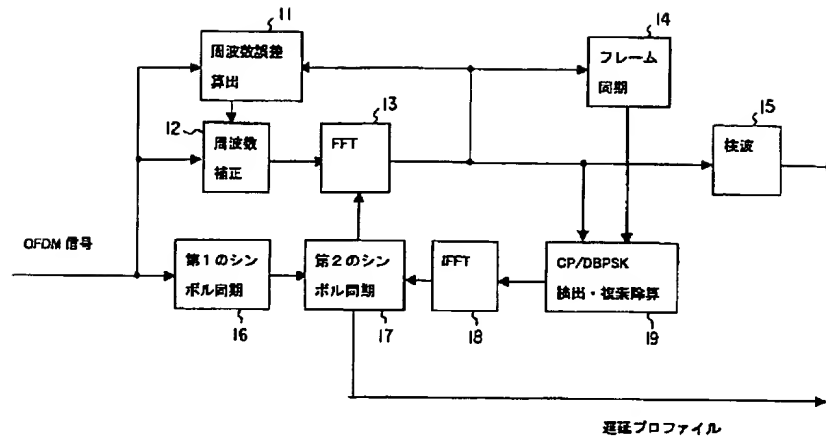 11
周波数誤差
算出
14
フレーム
同期
12
周波数
補正
13
FFT
15
検波
OFDM 信号
第1のシン
ボル同期
16
第2のシン
ボル同期
17
IFFT
18
CP/DBPSK
検出・複素除算
19
遅延プロファイル